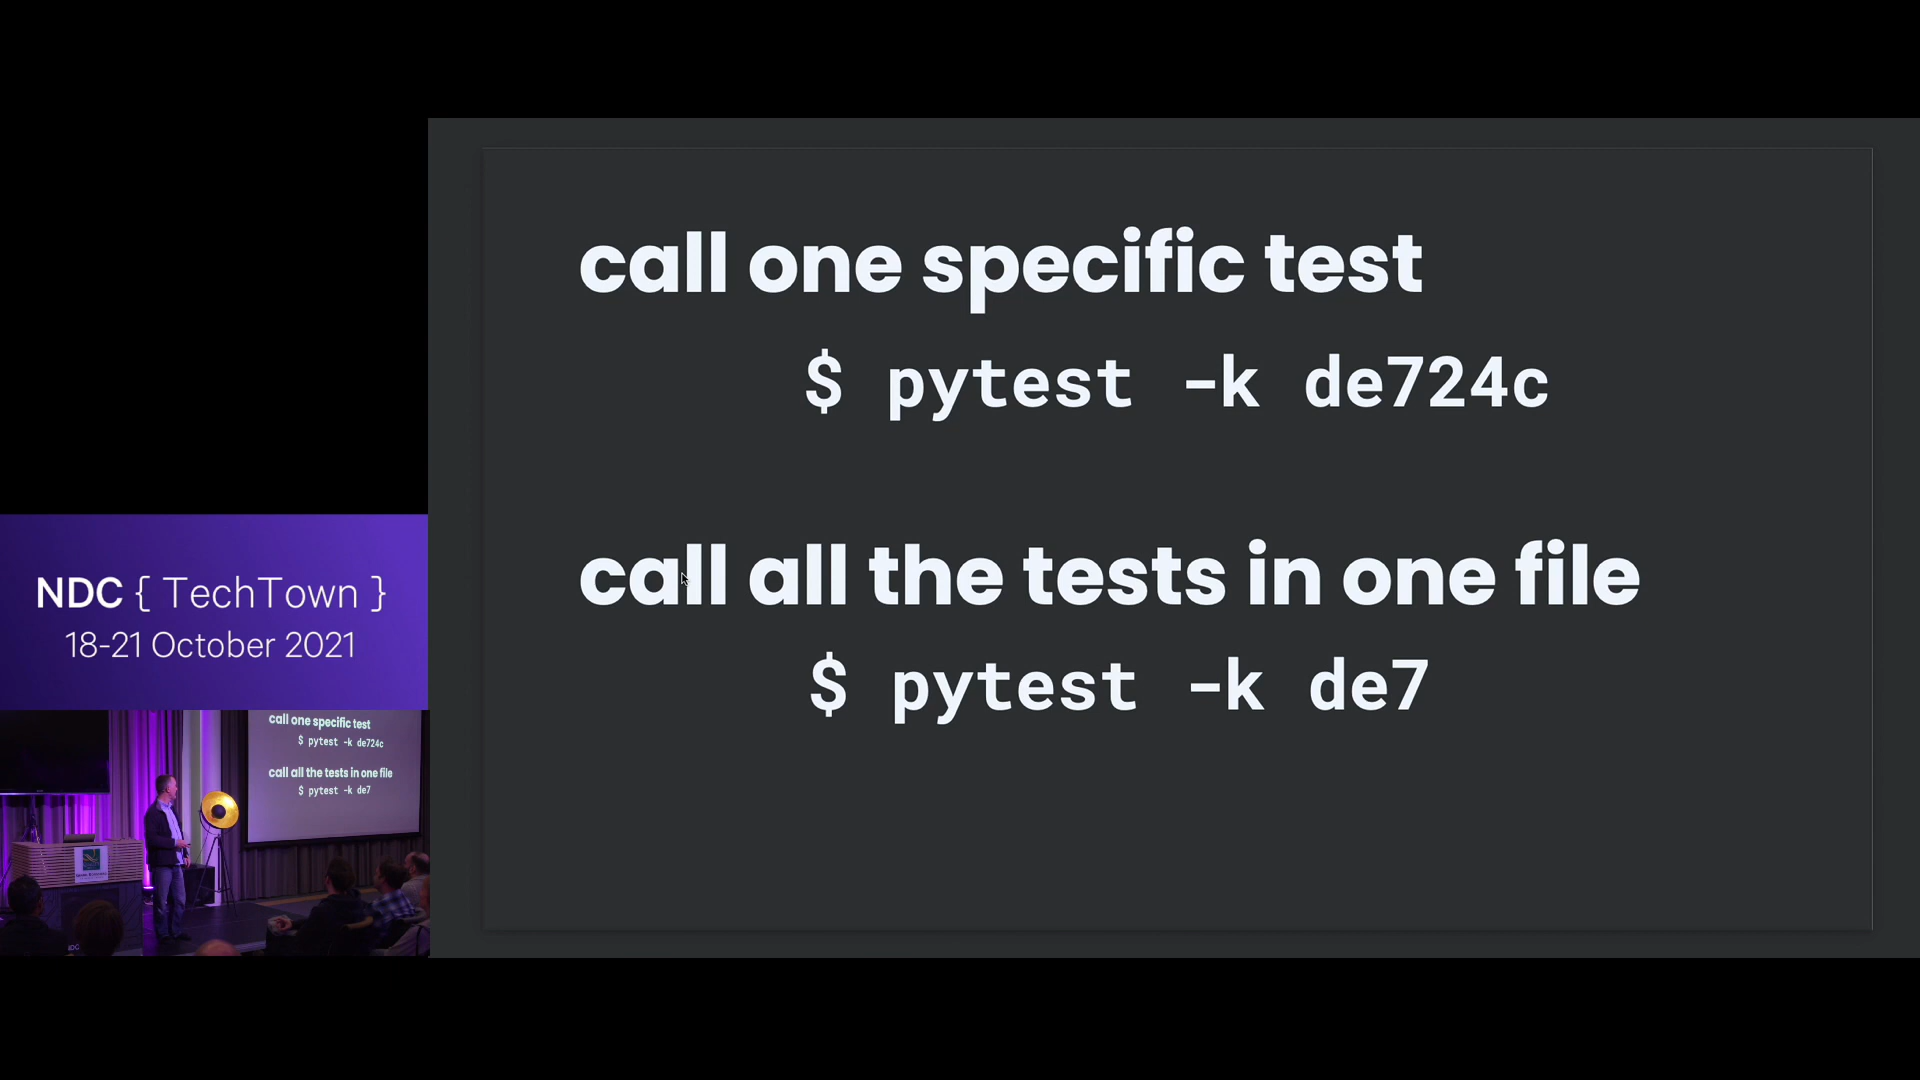 call one specific test
$ pytest -k de724c
call all the tests in one file
$ pytest -k de7
NDC { TechTown }
18-21 October 2021
call one specific test
$ pytest -k de724c
call all the tests in one file
$ pytest -k de7
NDC